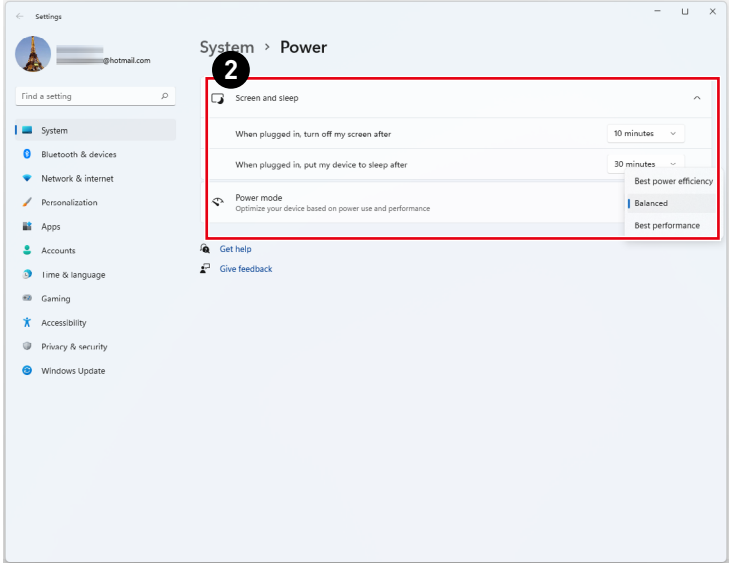 Settings
@hotmail.com
Find a setting
System
Bluetooth & devices
Network & internet
Personalization
Apps
Accounts
Time & language
Gaming
Accessibility
Privacy & security
Windows Update
System > Power
2
Screen and sleep
When plugged in, turn off my screen after
10 minutes
When plugged in, put my device to sleep after
30 minutes
Power mode
Optimize your device based on power use and performance
Best power efficiency
Balanced
Best performance
Get help
Give feedback